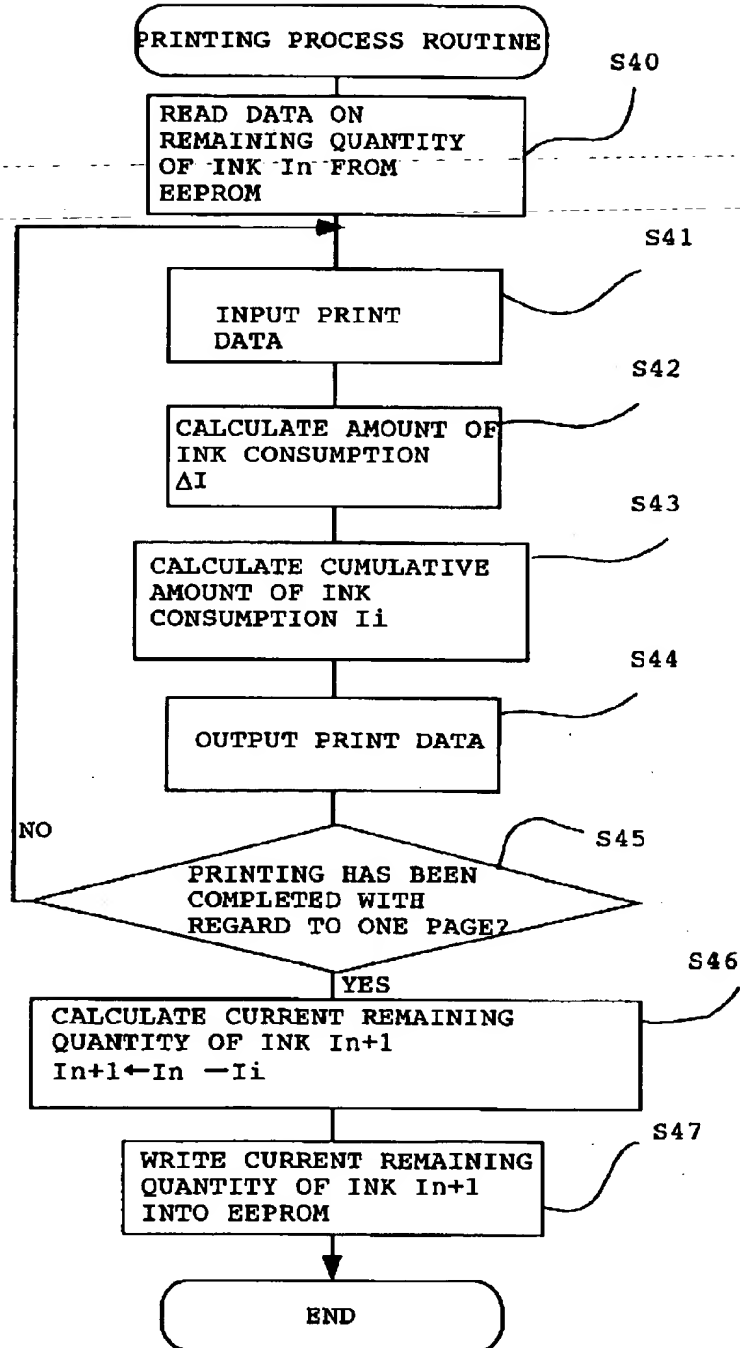 PRINTING PROCESS ROUTINE
S40
READ DATA ON
REMAINING QUANTITY
OF INK In FROM
EEPROM
S41
INPUT PRINT
DATA
S42
CALCULATE AMOUNT OF
INK CONSUMPTION
ΔI
S43
CALCULATE CUMULATIVE
AMOUNT OF INK
CONSUMPTION Ii
S44
OUTPUT PRINT DATA
NO
S45
PRINTING HAS BEEN
COMPLETED WITH
REGARD TO ONE PAGE?
YES
S46
CALCULATE CURRENT REMAINING
QUANTITY OF INK In+1
In+1←In —Ii
S47
WRITE CURRENT REMAINING
QUANTITY OF INK In+1
INTO EEPROM
END